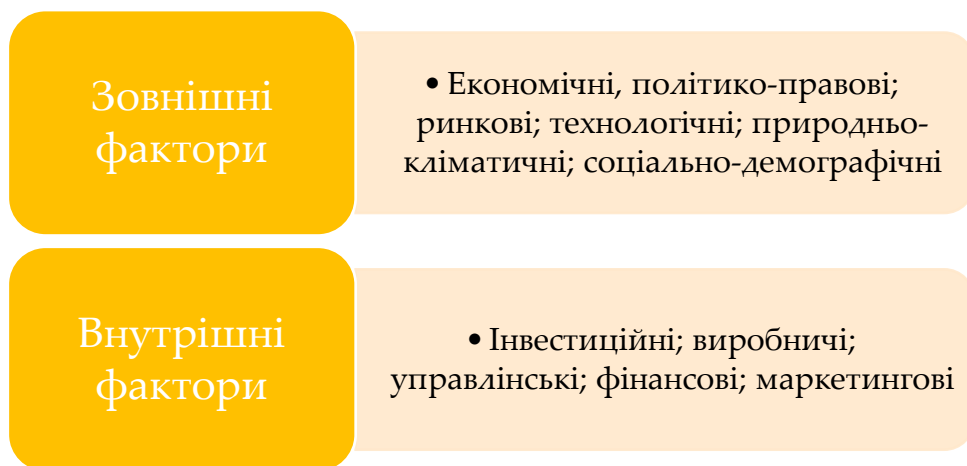 Зовнішні
фактори
• Економічні, політико-правові;
ринкові; технологічні; природньо-
кліматичні; соціально-демографічні
Внутрішні
фактори
• Інвестиційні; виробничі;
управлінські; фінансові; маркетингові